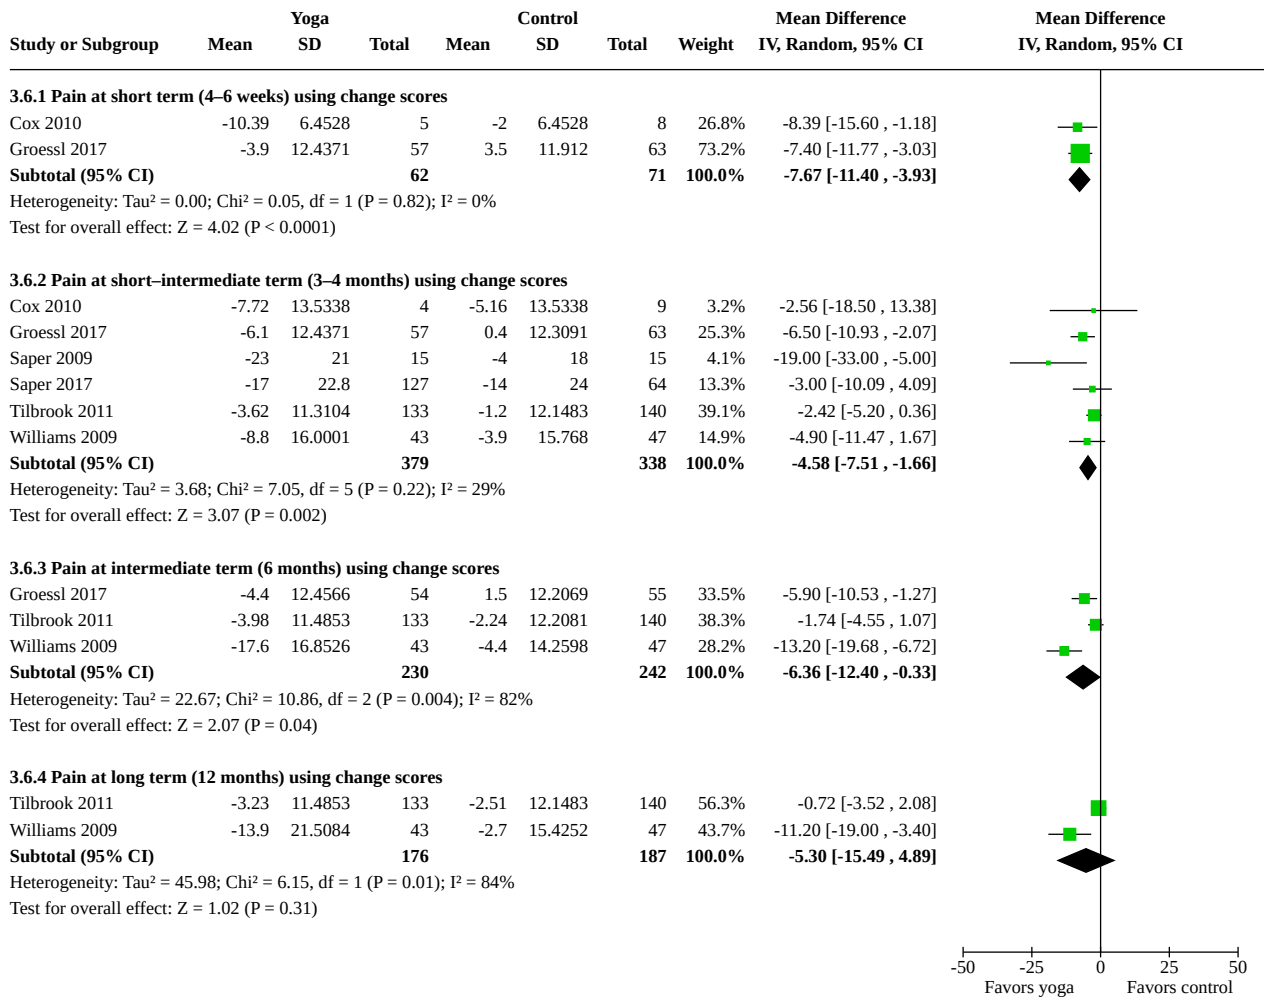 Yoga Control Mean Difference Mean Difference
Study or Subgroup Mean SD Total Mean SD Total Weight IV, Random, 95% CI IV, Random, 95% CI
3.6.1 Pain at short term (4–6 weeks) using change scores
Cox 2010 -10.39 6.4528 5 -2 6.4528 8 26.8% -8.39 [-15.60 , -1.18]
Groessl 2017 -3.9 12.4371 57 3.5 11.912 63 73.2% -7.40 [-11.77 , -3.03]
Subtotal (95% CI) 62 71 100.0% -7.67 [-11.40 , -3.93]
Heterogeneity: Tau² = 0.00; Chi² = 0.05, df = 1 (P = 0.82); I² = 0%
Test for overall effect: Z = 4.02 (P < 0.0001)
3.6.2 Pain at short–intermediate term (3–4 months) using change scores
Cox 2010 -7.72 13.5338 4 -5.16 13.5338 9 3.2% -2.56 [-18.50 , 13.38]
Groessl 2017 -6.1 12.4371 57 0.4 12.3091 63 25.3% -6.50 [-10.93 , -2.07]
Saper 2009 -23 21 15 -4 18 15 4.1% -19.00 [-33.00 , -5.00]
Saper 2017 -17 22.8 127 -14 24 64 13.3% -3.00 [-10.09 , 4.09]
Tilbrook 2011 -3.62 11.3104 133 -1.2 12.1483 140 39.1% -2.42 [-5.20 , 0.36]
Williams 2009 -8.8 16.0001 43 -3.9 15.768 47 14.9% -4.90 [-11.47 , 1.67]
Subtotal (95% CI) 379 338 100.0% -4.58 [-7.51 , -1.66]
Heterogeneity: Tau² = 3.68; Chi² = 7.05, df = 5 (P = 0.22); I² = 29%
Test for overall effect: Z = 3.07 (P = 0.002)
3.6.3 Pain at intermediate term (6 months) using change scores
Groessl 2017 -4.4 12.4566 54 1.5 12.2069 55 33.5% -5.90 [-10.53 , -1.27]
Tilbrook 2011 -3.98 11.4853 133 -2.24 12.2081 140 38.3% -1.74 [-4.55 , 1.07]
Williams 2009 -17.6 16.8526 43 -4.4 14.2598 47 28.2% -13.20 [-19.68 , -6.72]
Subtotal (95% CI) 230 242 100.0% -6.36 [-12.40 , -0.33]
Heterogeneity: Tau² = 22.67; Chi² = 10.86, df = 2 (P = 0.004); I² = 82%
Test for overall effect: Z = 2.07 (P = 0.04)
3.6.4 Pain at long term (12 months) using change scores
Tilbrook 2011 -3.23 11.4853 133 -2.51 12.1483 140 56.3% -0.72 [-3.52 , 2.08]
Williams 2009 -13.9 21.5084 43 -2.7 15.4252 47 43.7% -11.20 [-19.00 , -3.40]
Subtotal (95% CI) 176 187 100.0% -5.30 [-15.49 , 4.89]
Heterogeneity: Tau² = 45.98; Chi² = 6.15, df = 1 (P = 0.01); I² = 84%
Test for overall effect: Z = 1.02 (P = 0.31)
-50 -25 0 25 50
Favors yoga Favors control